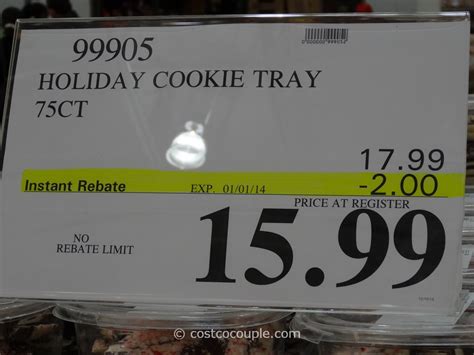 99905
HOLIDAY COOKIE TRAY
75CT
17.99
Instant Rebate EXP. 01/01/14 -2.00
PRICE AT REGISTER
NO
REBATE LIMIT
15.99
© costcocouple.com